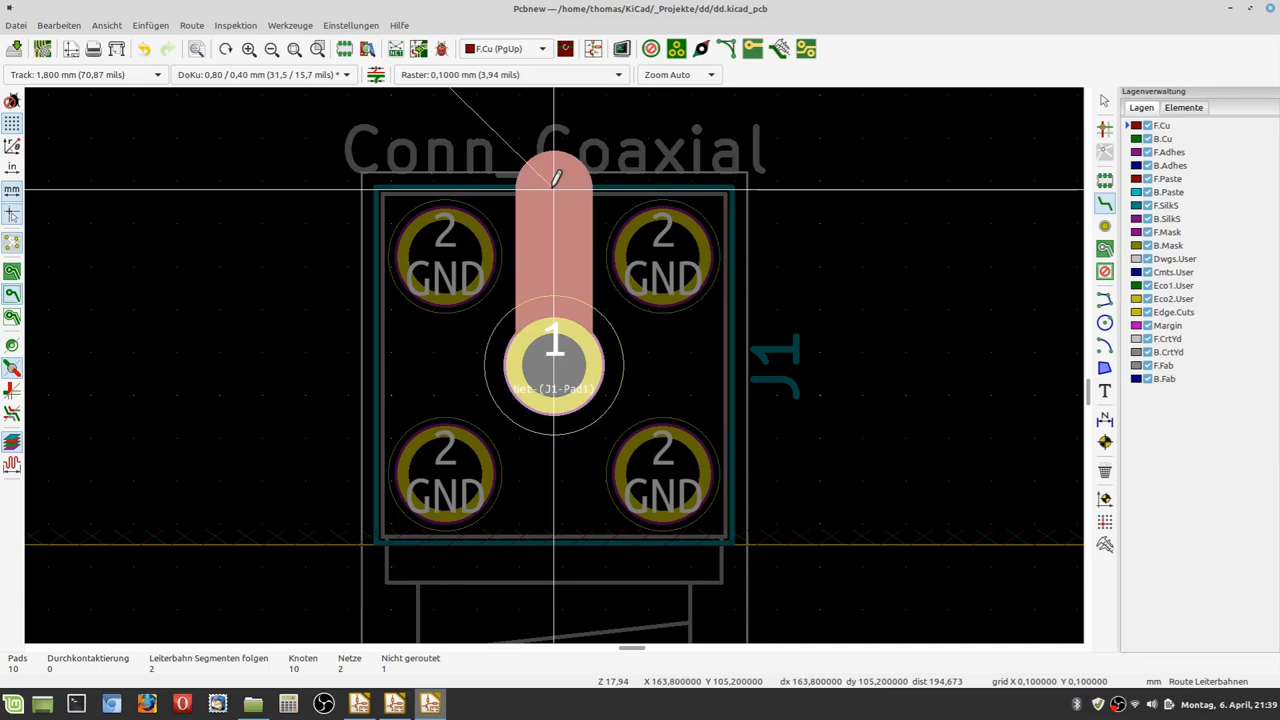 Pcbnew — /home/thomas/KiCad/_Projekte/dd/dd.kicad_pcb
Datei Bearbeiten Ansicht Einfügen Route Inspektion Werkzeuge Einstellungen Hilfe
NET
F.Cu (PgUp)
Track: 1,800 mm (70,87 mils)
DoKu: 0,80 / 0,40 mm (31,5 / 15,7 mils) *
Raster: 0,1000 mm (3,94 mils)
Zoom Auto
in
mm
Conn_Coaxial
2
GND
2
GND
1
Net-(J1-Pad1)
J1
2
GND
2
GND
Lagenverwaltung
Lagen Elemente
F.Cu
B.Cu
F.Adhes
B.Adhes
F.Paste
B.Paste
F.SilkS
B.SilkS
F.Mask
B.Mask
Dwgs.User
Cmts.User
Eco1.User
Eco2.User
Edge.Cuts
Margin
F.CrtYd
B.CrtYd
F.Fab
B.Fab
Pads Durchkontaktierung Leiterbahn Segmenten folgen Knoten Netze Nicht geroutet
10 0 2 10 2 1
Z 17,94 X 163,800000 Y 105,200000 dx 163,800000 dy 105,200000 dist 194,673 grid X 0,100000 Y 0,100000 mm Route Leiterbahnen
Montag, 6. April, 21:39